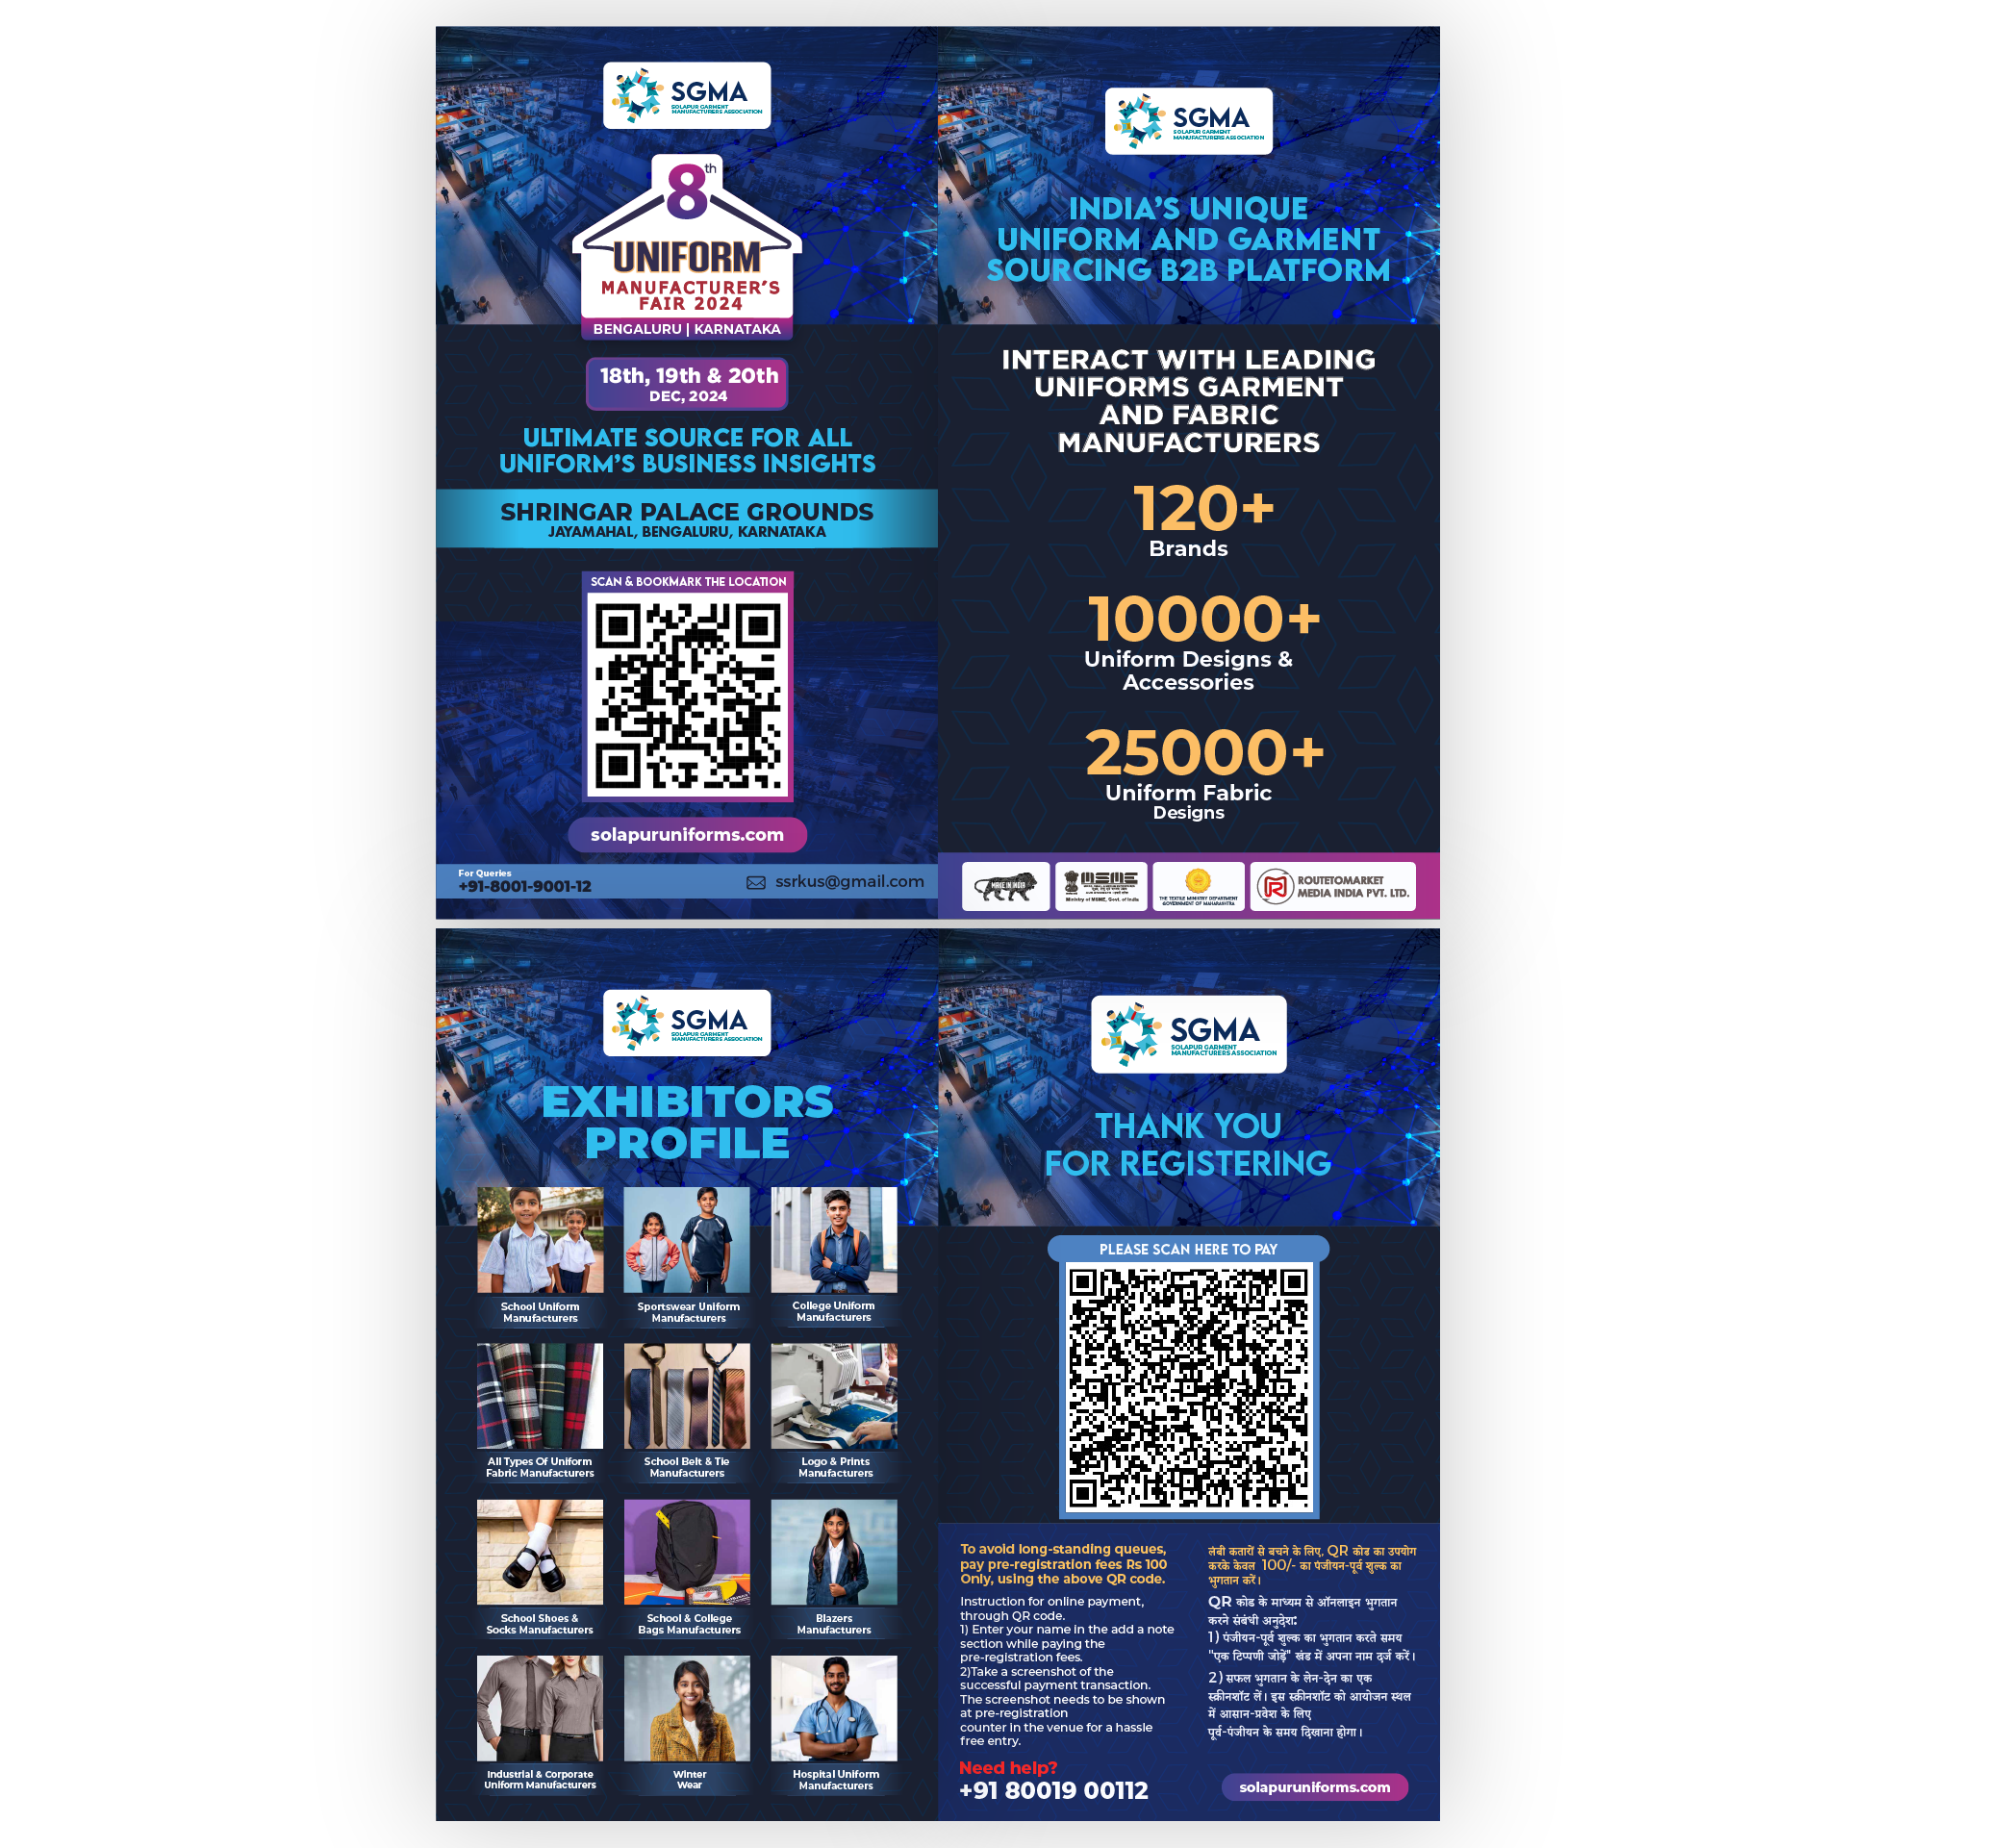 SGMA
SOLAPUR GARMENT
MANUFACTURERS ASSOCIATION
8th
UNIFORM
MANUFACTURER'S
FAIR 2024
BENGALURU | KARNATAKA
18th, 19th & 20th
DEC, 2024
ULTIMATE SOURCE FOR ALL
UNIFORM'S BUSINESS INSIGHTS
SHRINGAR PALACE GROUNDS
JAYAMAHAL, BENGALURU, KARNATAKA
SCAN & BOOKMARK THE LOCATION
solapuruniforms.com
For Queries
+91-8001-9001-12
ssrkus@gmail.com
SGMA
SOLAPUR GARMENT
MANUFACTURERS ASSOCIATION
INDIA'S UNIQUE
UNIFORM AND GARMENT
SOURCING B2B PLATFORM
INTERACT WITH LEADING
UNIFORMS GARMENT
AND FABRIC
MANUFACTURERS
120+
Brands
10000+
Uniform Designs &
Accessories
25000+
Uniform Fabric
Designs
MAKE IN INDIA
MSME
Ministry of MSME, Govt. of India
THE TEXTILE MINISTRY DEPARTMENT
GOVERNMENT OF MAHARASHTRA
ROUTETOMARKET
MEDIA INDIA PVT. LTD.
SGMA
SOLAPUR GARMENT
MANUFACTURERS ASSOCIATION
EXHIBITORS
PROFILE
School Uniform
Manufacturers
Sportswear Uniform
Manufacturers
College Uniform
Manufacturers
All Types Of Uniform
Fabric Manufacturers
School Belt & Tie
Manufacturers
Logo & Prints
Manufacturers
School Shoes &
Socks Manufacturers
School & College
Bags Manufacturers
Blazers
Manufacturers
Industrial & Corporate
Uniform Manufacturers
Winter
Wear
Hospital Uniform
Manufacturers
SGMA
SOLAPUR GARMENT
MANUFACTURERS ASSOCIATION
THANK YOU
FOR REGISTERING
PLEASE SCAN HERE TO PAY
To avoid long-standing queues,
pay pre-registration fees Rs 100
Only, using the above QR code.
Instruction for online payment,
through QR code.
1) Enter your name in the add a note
section while paying the
pre-registration fees.
2)Take a screenshot of the
successful payment transaction.
The screenshot needs to be shown
at pre-registration
counter in the venue for a hassle
free entry.
Need help?
+91 80019 00112
लंबी कतारों से बचने के लिए, QR कोड का उपयोग
करके केवल 100/- का पंजीयन-पूर्व शुल्क का
भुगतान करें।
QR कोड के माध्यम से ऑनलाइन भुगतान
करने संबंधी अनुदेश:
1) पंजीयन-पूर्व शुल्क का भुगतान करते समय
"एक टिप्पणी जोड़ें" खंड में अपना नाम दर्ज करें।
2) सफल भुगतान के लेन-देन का एक
स्क्रीनशॉट लें। इस स्क्रीनशॉट को आयोजन स्थल
में आसान-प्रवेश के लिए
पूर्व-पंजीयन के समय दिखाना होगा।
solapuruniforms.com